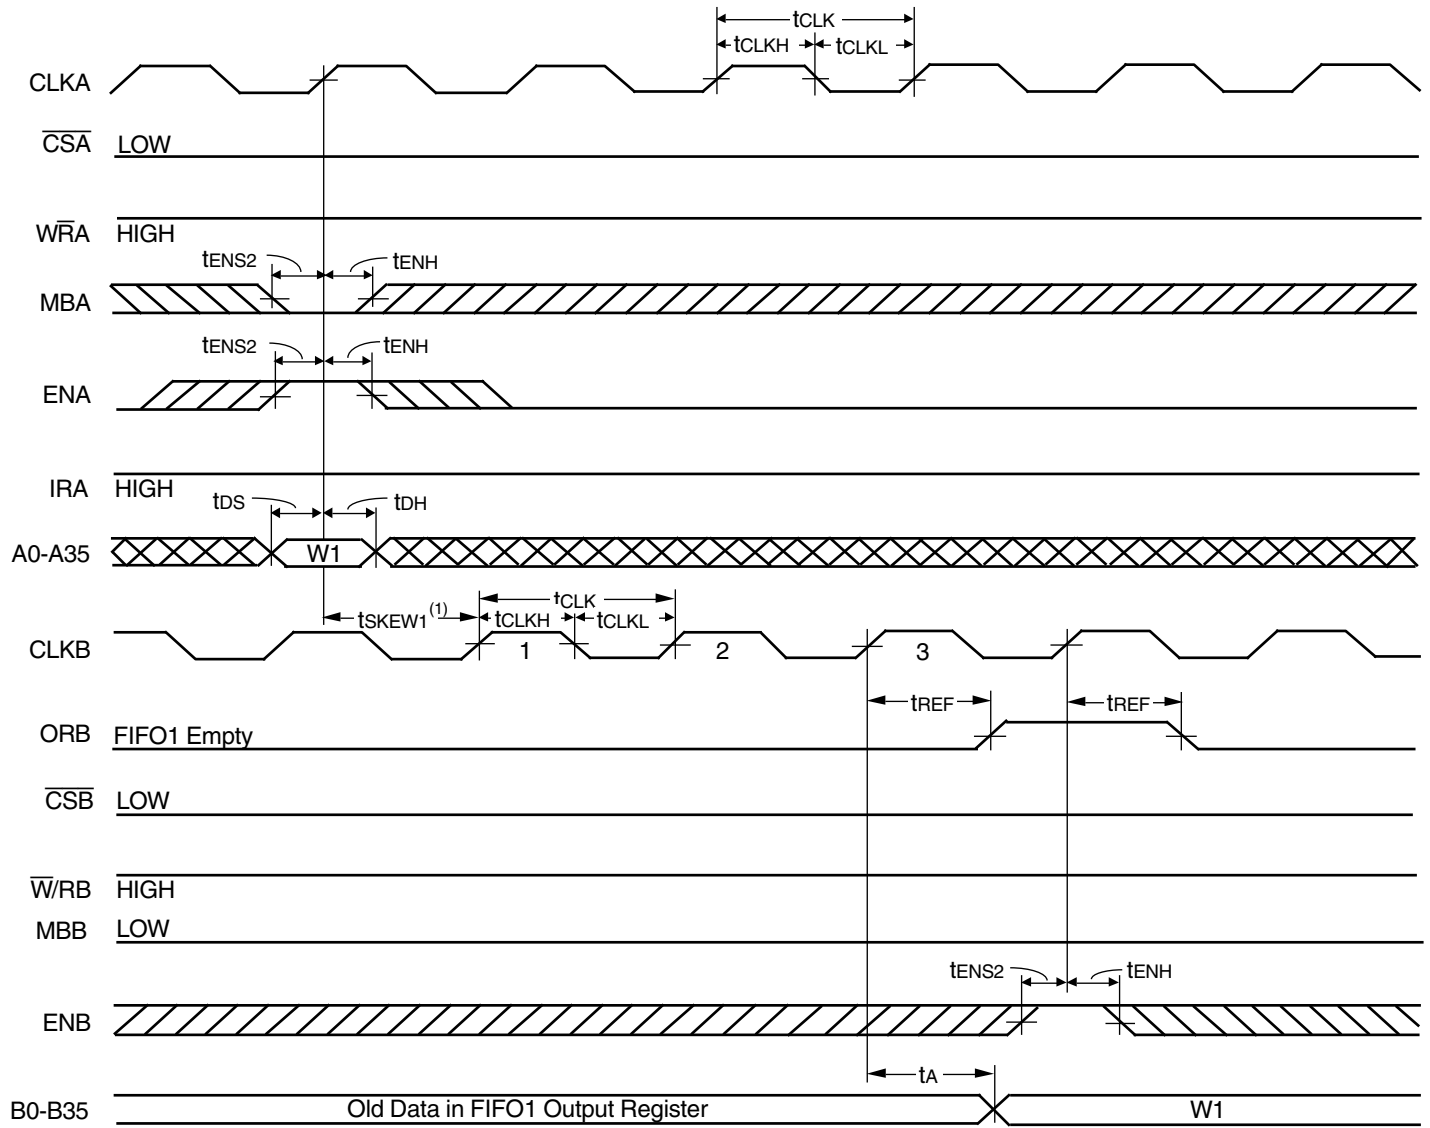 tCLK
tCLKH tCLKL
CLKA
CSA LOW
WRA HIGH
tENS2 tENH
MBA
tENS2 tENH
ENA
IRA HIGH
tDS tDH
A0-A35 W1
tCLK
tSKEW1(1) tCLKH tCLKL
CLKB 1 2 3
tREF tREF
ORB FIFO1 Empty
CSB LOW
W/RB HIGH
MBB LOW
tENS2 tENH
ENB
tA
B0-B35 Old Data in FIFO1 Output Register W1